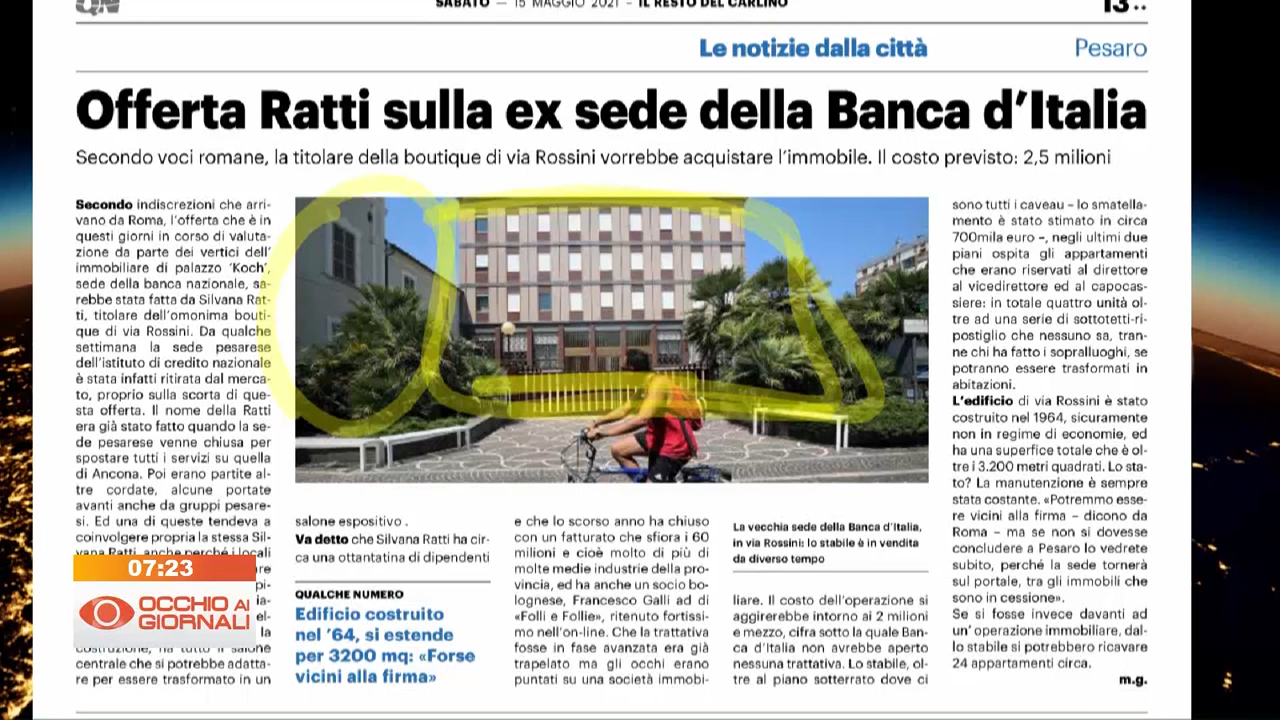 SABATO — 15 MAGGIO 2021 – IL RESTO DEL CARLINO
13 ..
Le notizie dalla città
Pesaro
Offerta Ratti sulla ex sede della Banca d'Italia
Secondo voci romane, la titolare della boutique di via Rossini vorrebbe acquistare l'immobile. Il costo previsto: 2,5 milioni
Secondo indiscrezioni che arri-
vano da Roma, l'offerta che è in
questi giorni in corso di valuta-
zione da parte dei vertici dell'
immobiliare di palazzo 'Koch',
sede della banca nazionale, sa-
rebbe stata fatta da Silvana Rat-
ti, titolare dell'omonima bouti-
que di via Rossini. Da qualche
settimana la sede pesarese
dell'istituto di credito nazionale
è stata infatti ritirata dal merca-
to, proprio sulla scorta di que-
sta offerta. Il nome della Ratti
era già stato fatto quando la se-
de pesarese venne chiusa per
spostare tutti i servizi su quella
di Ancona. Poi erano partite al-
tre cordate, alcune portate
avanti anche da gruppi pesare-
si. Ed una di queste tendeva a
coinvolgere propria la stessa Sil-
vana Ratti, anche perché i locali
07:23
OCCHIO AI
GIORNALI
la
costruzione, ha tutto il salone
centrale che si potrebbe adatta-
re per essere trasformato in un
salone espositivo .
Va detto che Silvana Ratti ha cir-
ca una ottantatina di dipendenti
QUALCHE NUMERO
Edificio costruito
nel '64, si estende
per 3200 mq: «Forse
vicini alla firma»
e che lo scorso anno ha chiuso
con un fatturato che sfiora i 60
milioni e cioè molto di più di
molte medie industrie della pro-
vincia, ed ha anche un socio bo-
lognese, Francesco Galli ad di
«Folli e Follie», ritenuto fortissi-
mo nell'on-line. Che la trattativa
fosse in fase avanzata era già
trapelato ma gli occhi erano
puntati su una società immobi-
La vecchia sede della Banca d'Italia,
in via Rossini: lo stabile è in vendita
da diverso tempo
liare. Il costo dell'operazione si
aggirerebbe intorno ai 2 milioni
e mezzo, cifra sotto la quale Ban-
ca d'Italia non avrebbe aperto
nessuna trattativa. Lo stabile, ol-
tre al piano sotterrato dove ci
sono tutti i caveau – lo smatella-
mento è stato stimato in circa
700mila euro –, negli ultimi due
piani ospita gli appartamenti
che erano riservati al direttore
al vicedirettore ed al capocas-
siere: in totale quattro unità ol-
tre ad una serie di sottotetti-ri-
postiglio che nessuno sa, tran-
ne chi ha fatto i sopralluoghi, se
potranno essere trasformati in
abitazioni.
L'edificio di via Rossini è stato
costruito nel 1964, sicuramente
non in regime di economie, ed
ha una superfice totale che è ol-
tre i 3.200 metri quadrati. Lo sta-
to? La manutenzione è sempre
stata costante. «Potremmo esse-
re vicini alla firma – dicono da
Roma – ma se non si dovesse
concludere a Pesaro lo vedrete
subito, perché la sede tornerà
sul portale, tra gli immobili che
sono in cessione».
Se si fosse invece davanti ad
un' operazione immobiliare, dal-
lo stabile si potrebbero ricavare
24 appartamenti circa.
m.g.